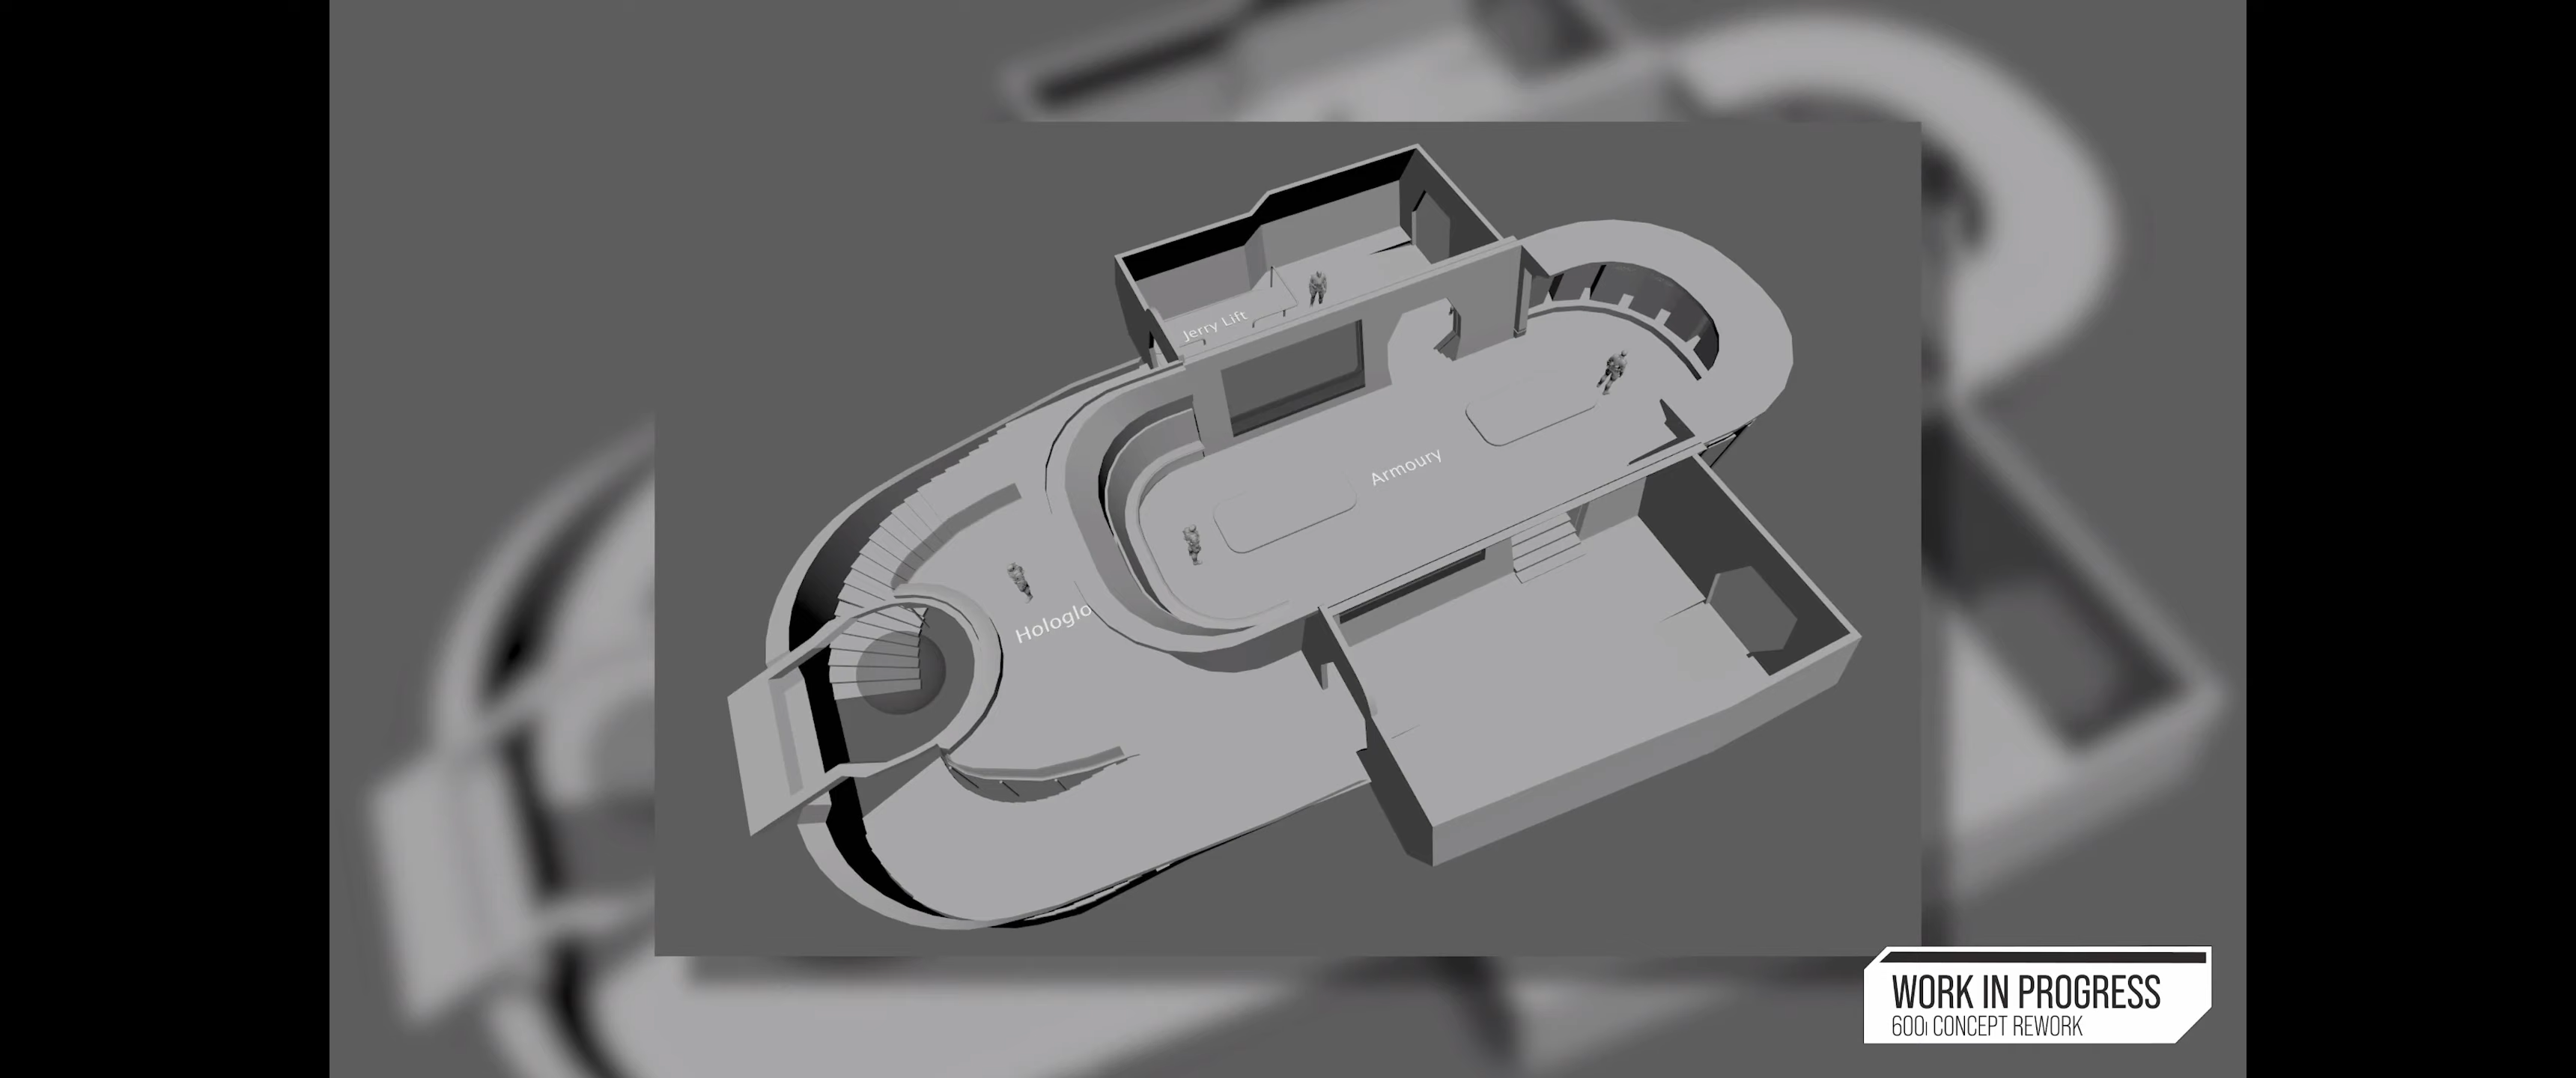 Jerry Lift
Armoury
Hologlo
WORK IN PROGRESS
600i CONCEPT REWORK